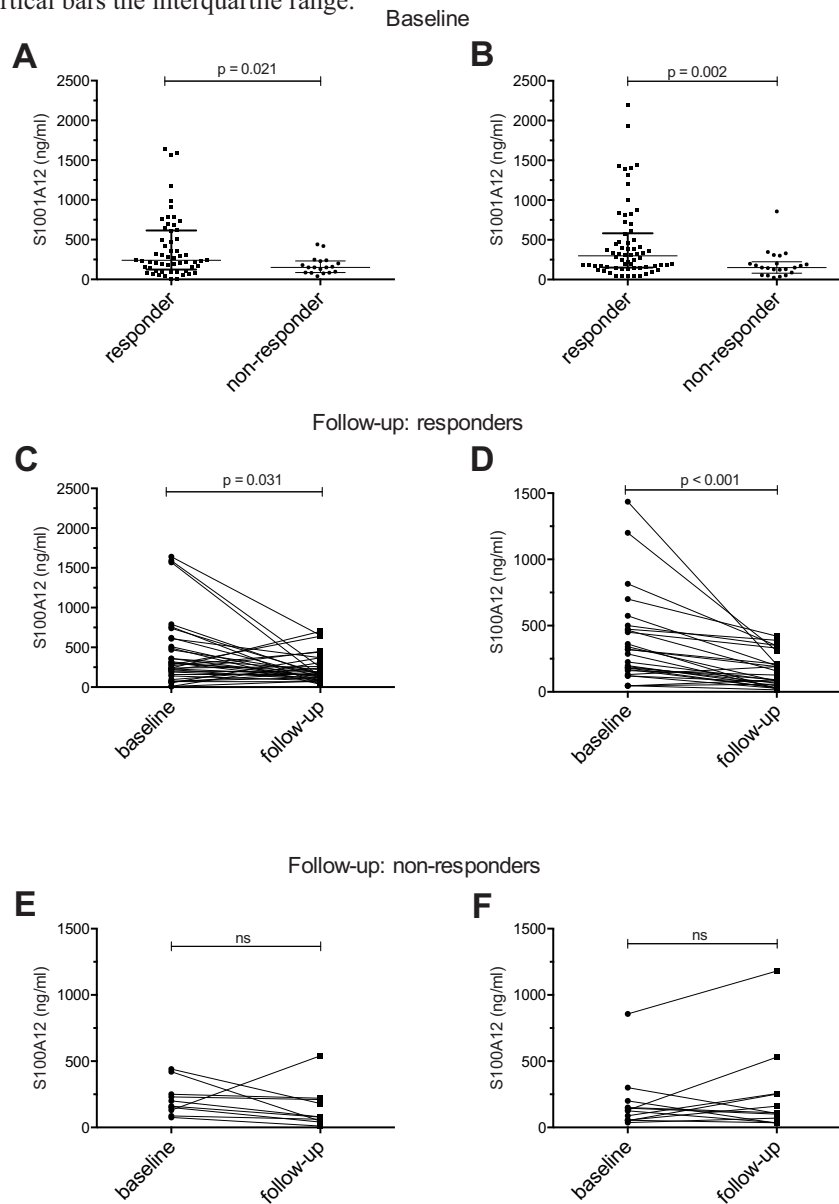 rtical bars the interquartile range.
Baseline
A
B
p = 0.021
p = 0.002
S1001A12 (ng/ml)
2500
2000
1500
1000
500
0
responder
non-responder
S1001A12 (ng/ml)
2500
2000
1500
1000
500
0
responder
non-responder
Follow-up: responders
C
D
p = 0.031
p < 0.001
S100A12 (ng/ml)
2500
2000
1500
1000
500
0
baseline
follow-up
S100A12 (ng/ml)
1500
1000
500
0
baseline
follow-up
Follow-up: non-responders
E
F
ns
ns
S100A12 (ng/ml)
1500
1000
500
0
baseline
follow-up
S100A12 (ng/ml)
1500
1000
500
0
baseline
follow-up